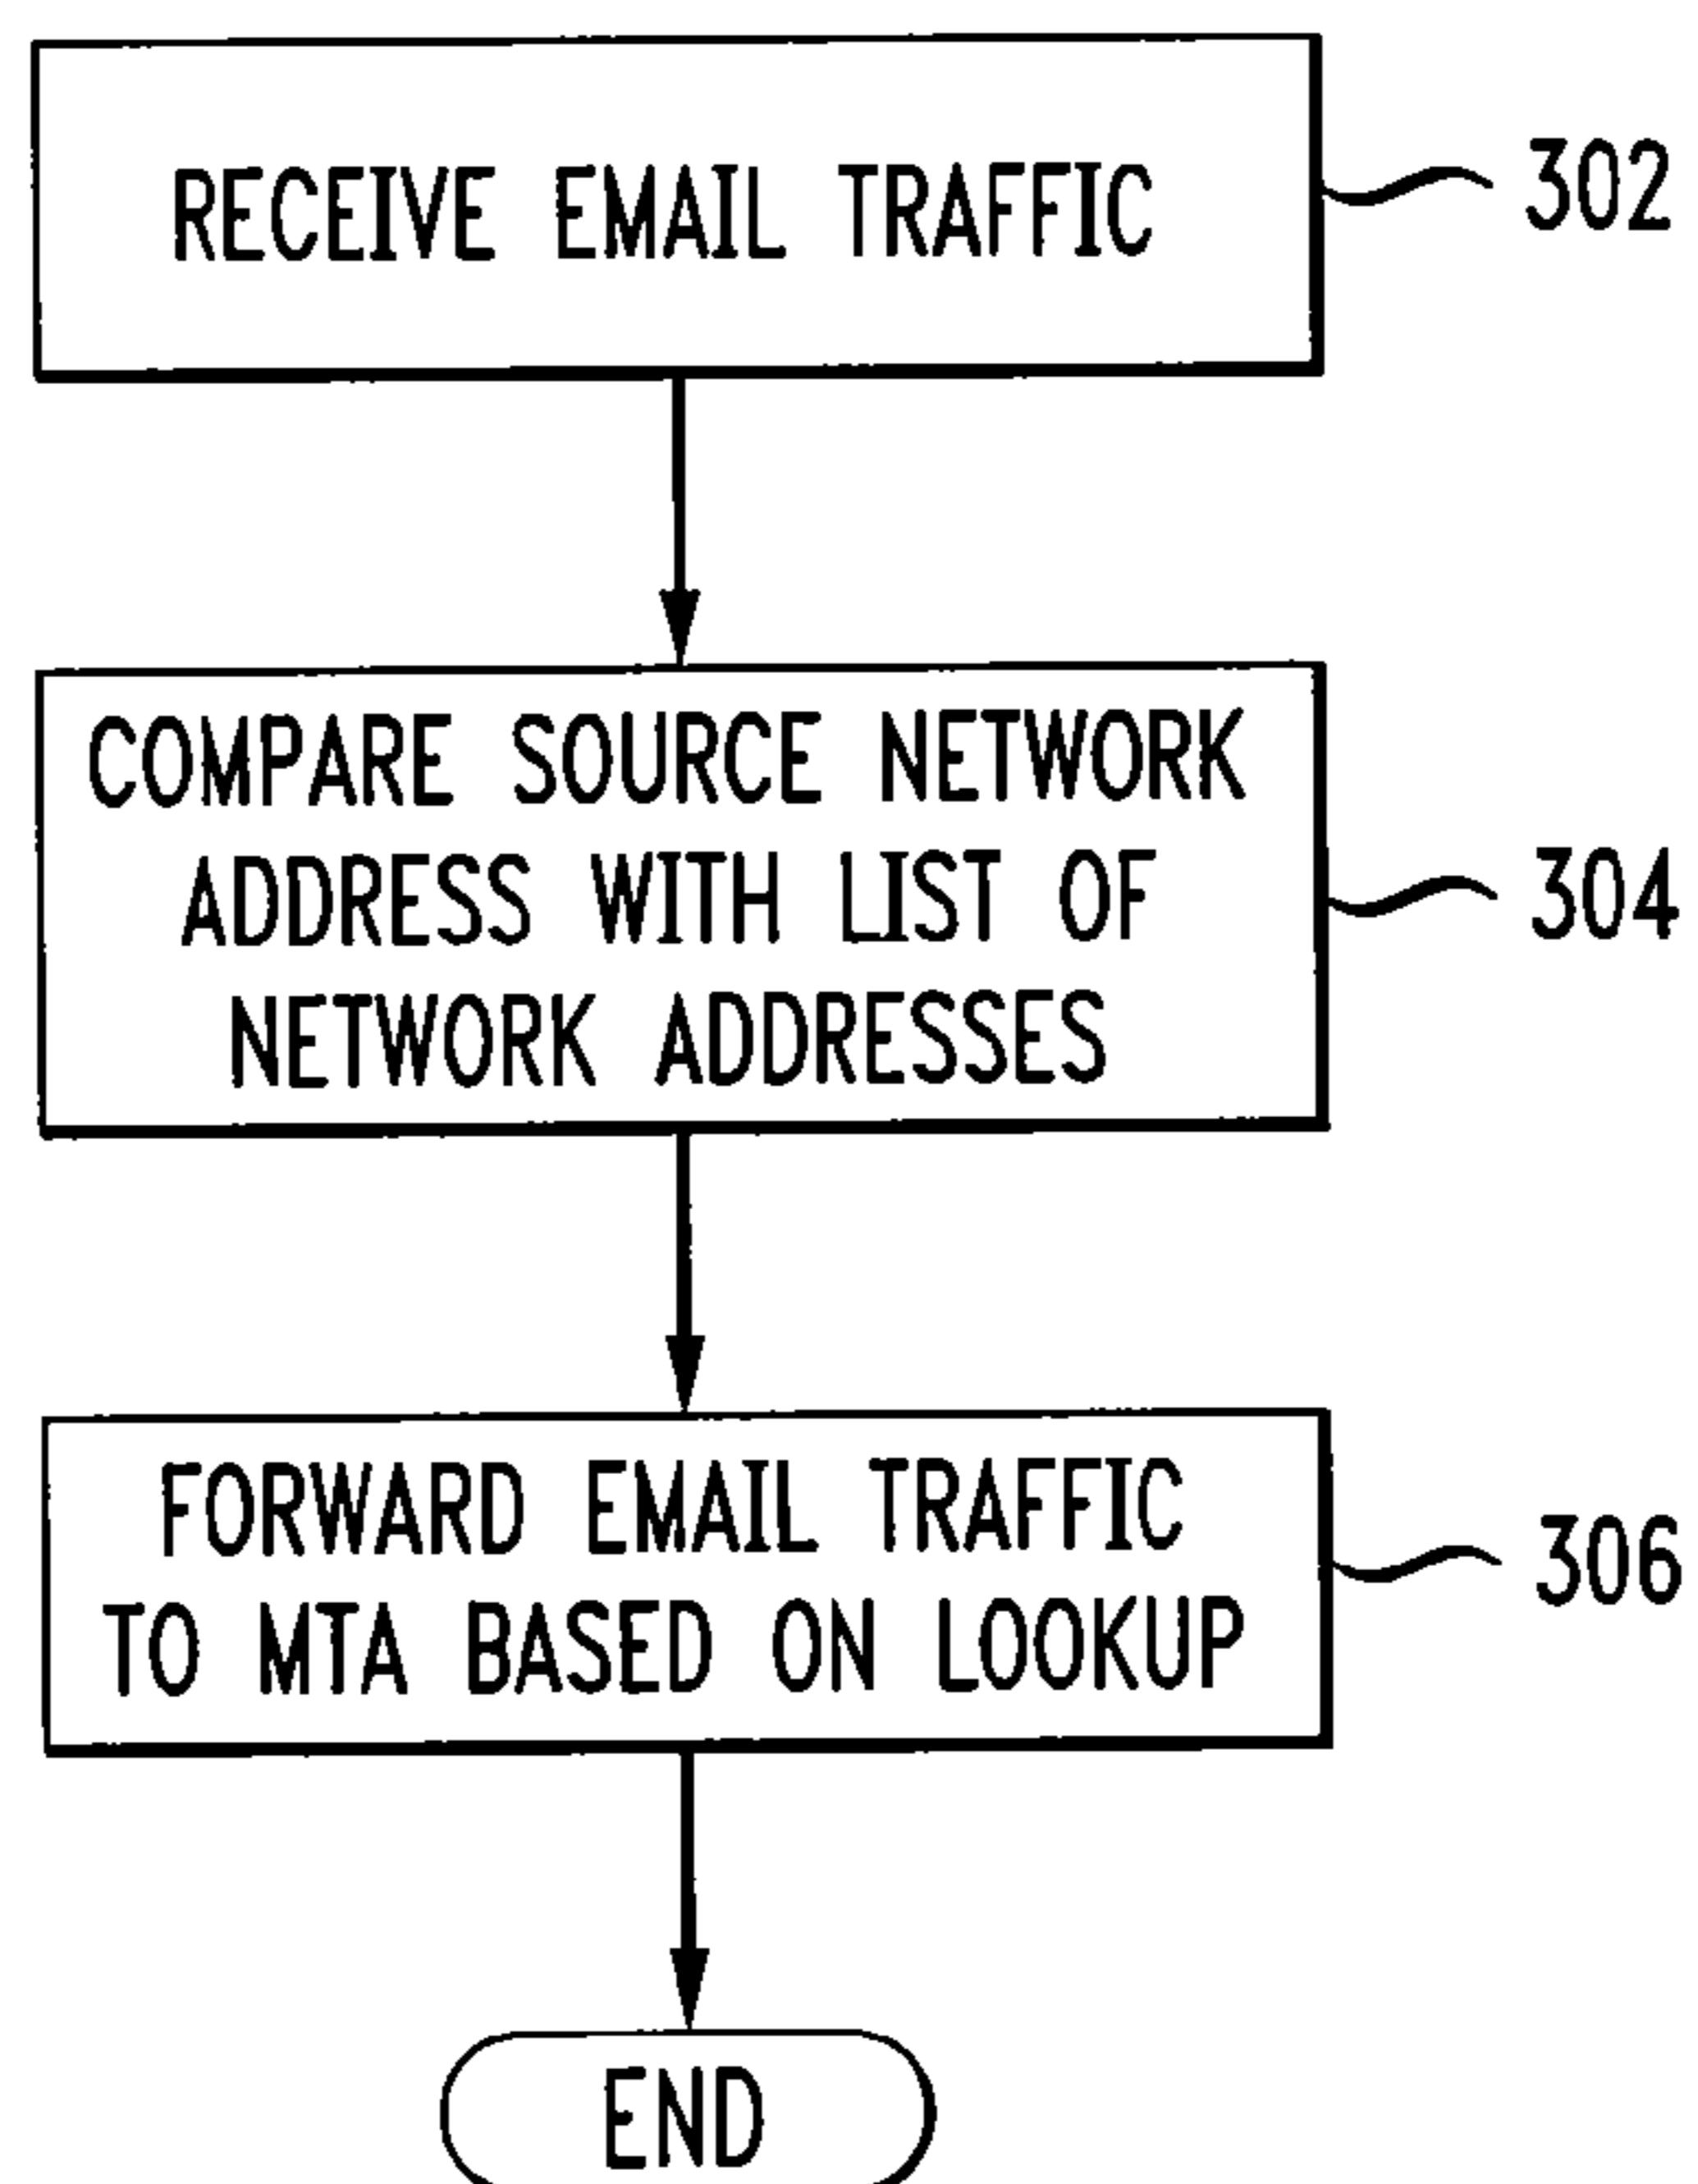 RECEIVE EMAIL TRAFFIC
302
COMPARE SOURCE NETWORK
ADDRESS WITH LIST OF
NETWORK ADDRESSES
304
FORWARD EMAIL TRAFFIC
TO MTA BASED ON LOOKUP
306
END